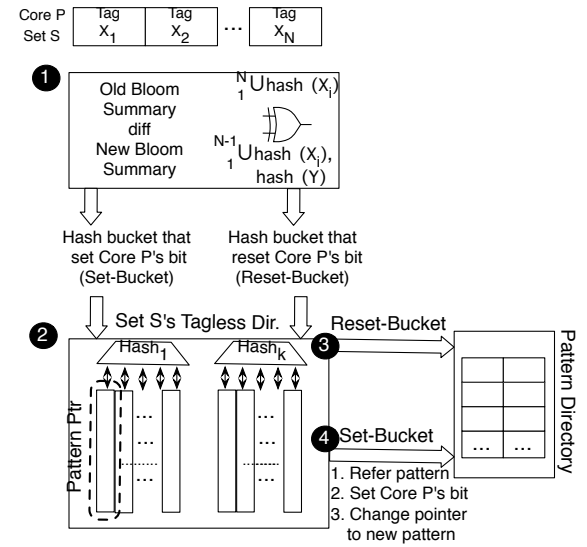 Core P Tag Tag Tag
Set S X1 X2 ... XN
1
Old Bloom
Summary
diff
New Bloom
Summary
N
1 U hash (Xi)
N-1
1 U hash (Xi),
hash (Y)
Hash bucket that
set Core P's bit
(Set-Bucket)
Hash bucket that
reset Core P's bit
(Reset-Bucket)
2 Set S's Tagless Dir.
Hash1 Hashk
Pattern Ptr
... ...
... ...
3 Reset-Bucket
4 Set-Bucket
1. Refer pattern
2. Set Core P's bit
3. Change pointer
to new pattern
... ...
Pattern Directory